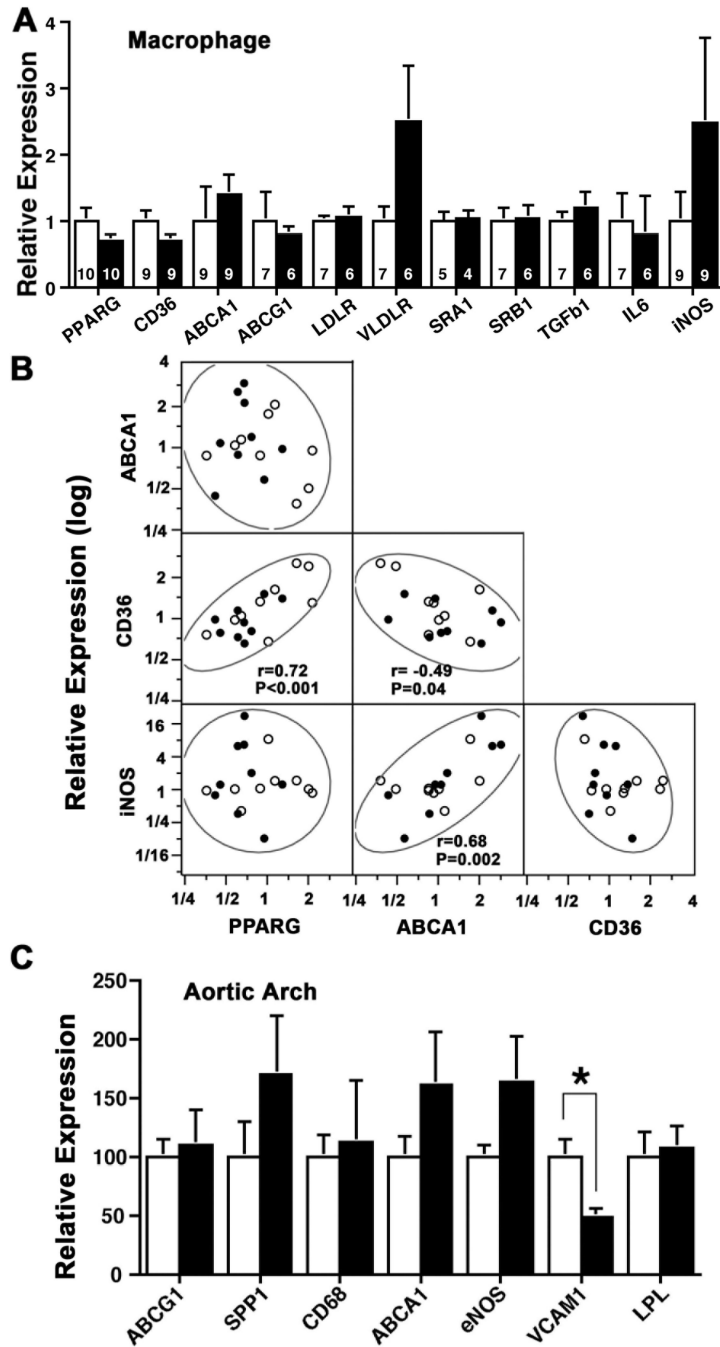 A
Macrophage
Relative Expression
4
3
2
1
0
10 10 9 9 9 9 7 6 7 6 7 6 5 4 7 6 7 6 7 6 9 9
PPARG CD36 ABCA1 ABCG1 LDLR VLDLR SRA1 SRB1 TGFb1 IL6 iNOS
B
Relative Expression (log)
ABCA1
4
2
1
1/2
1/4
CD36
2
1
1/2
1/4
r=0.72
P<0.001
r= -0.49
P=0.04
iNOS
16
4
1
1/4
1/16
r=0.68
P=0.002
1/4 1/2 1 2 1/4 1/2 1 2 1/4 1/2 1 2 4
PPARG ABCA1 CD36
C
Aortic Arch
Relative Expression
250
200
150
100
50
0
*
ABCG1 SPP1 CD68 ABCA1 eNOS VCAM1 LPL